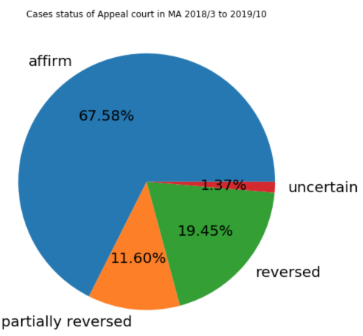 Cases status of Appeal court in MA 2018/3 to 2019/10
affirm
67.58%
1.37%
uncertain
19.45%
11.60%
reversed
partially reversed